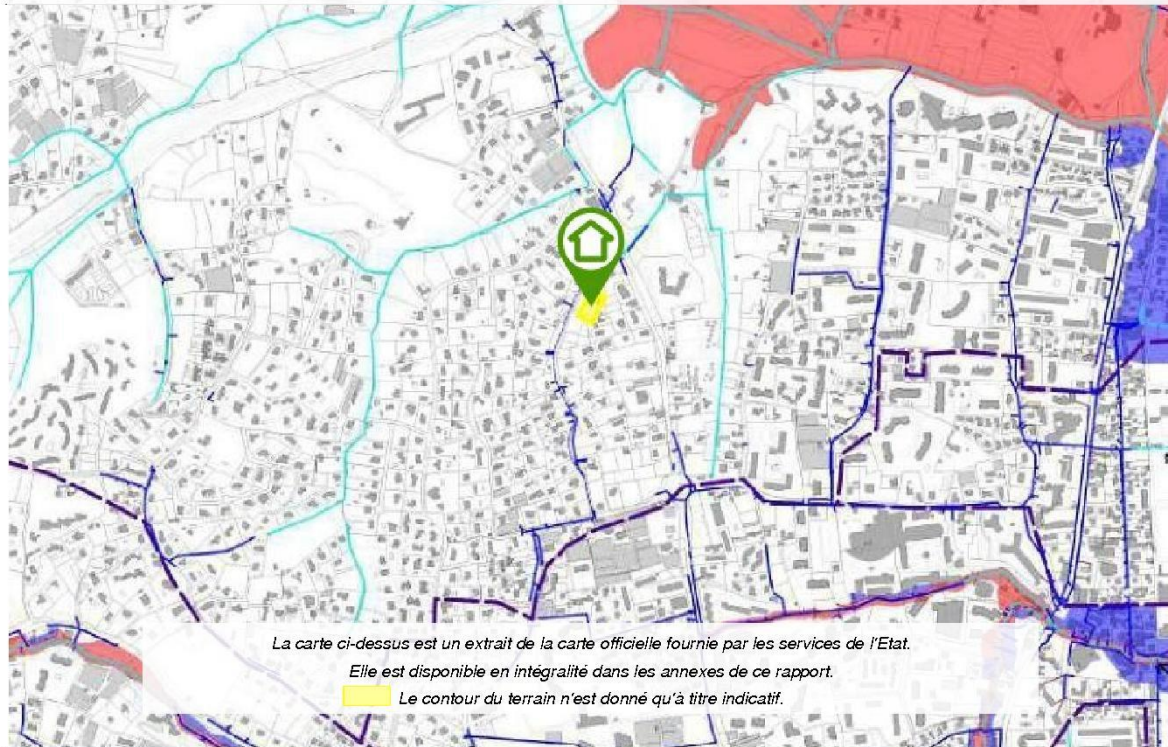 La carte ci-dessus est un extrait de la carte officielle fournie par les services de l'Etat.
Elle est disponible en intégralité dans les annexes de ce rapport.
Le contour du terrain n'est donné qu'à titre indicatif.